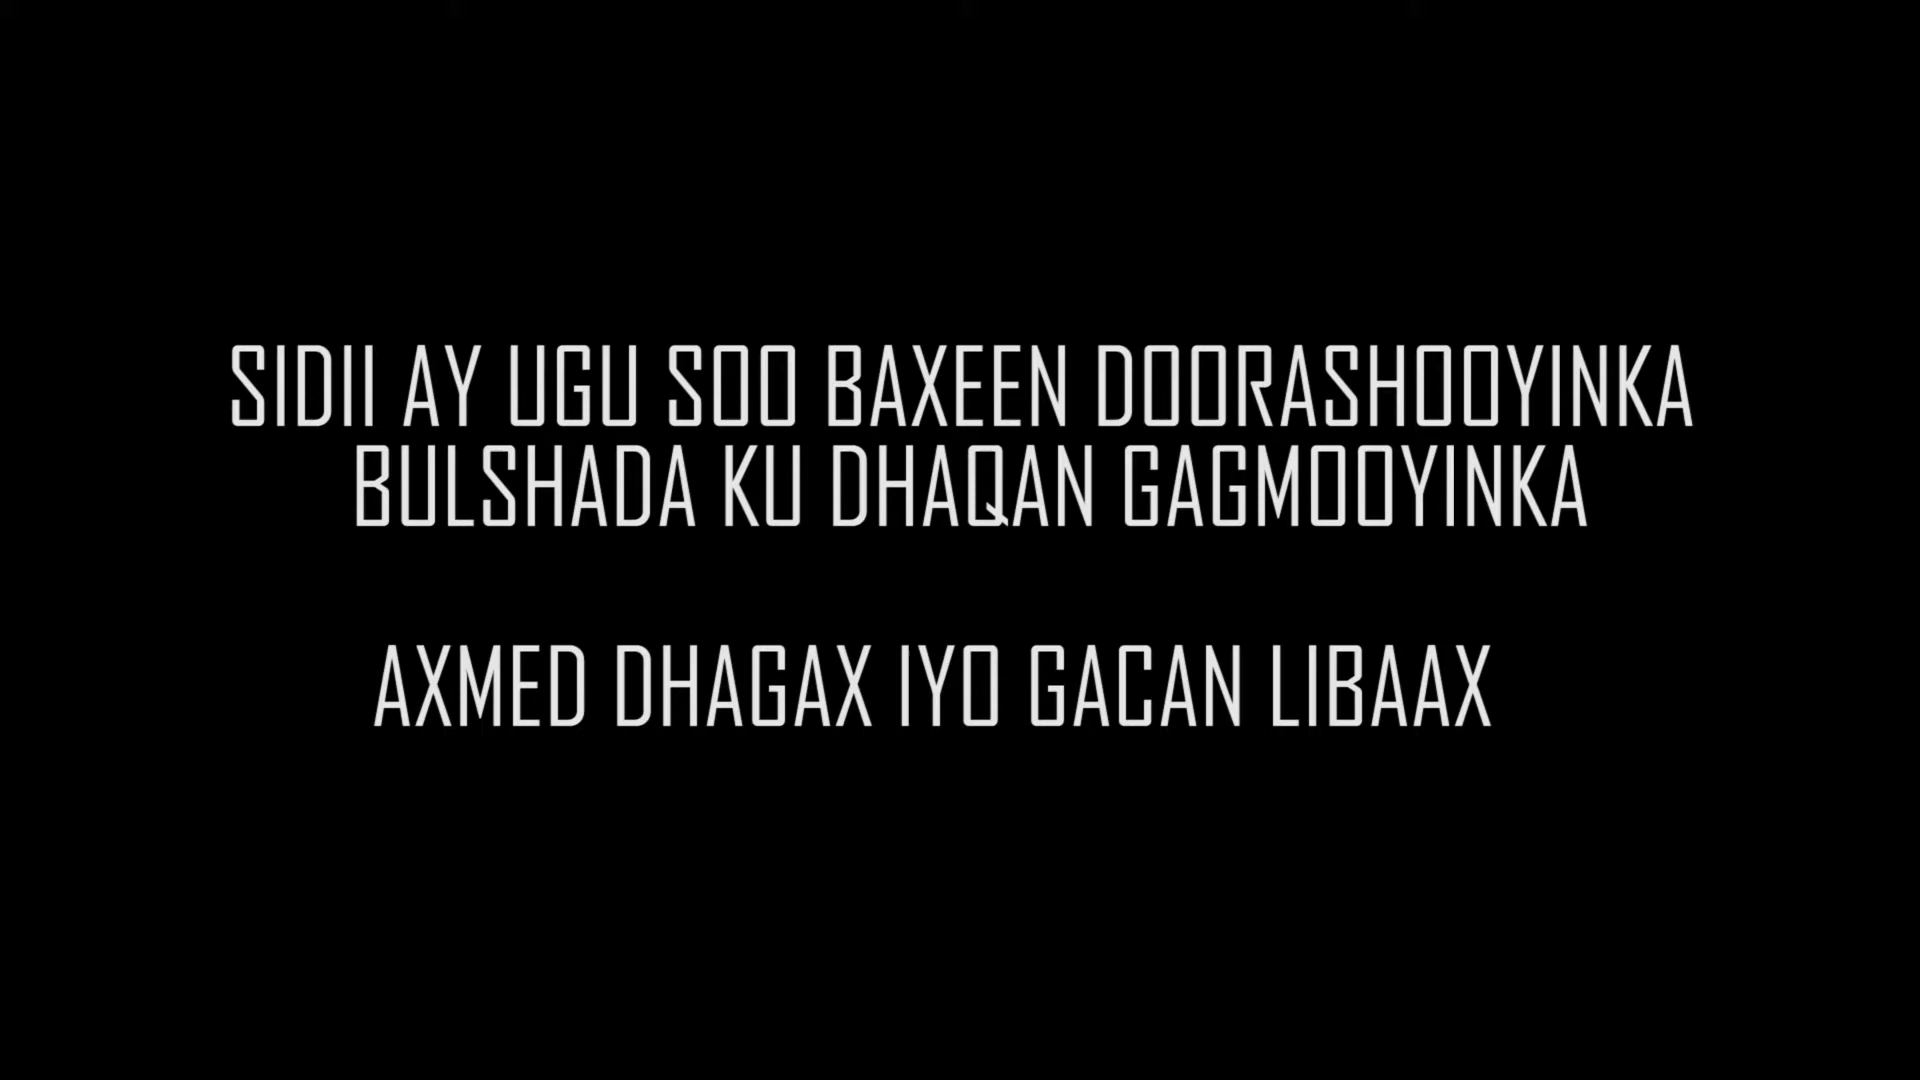 SIDII AY UGU SOO BAXEEN DOORASHOOYINKA
BULSHADA KU DHAQAN GAGMOOYINKA
AXMED DHAGAX IYO GACAN LIBAAX